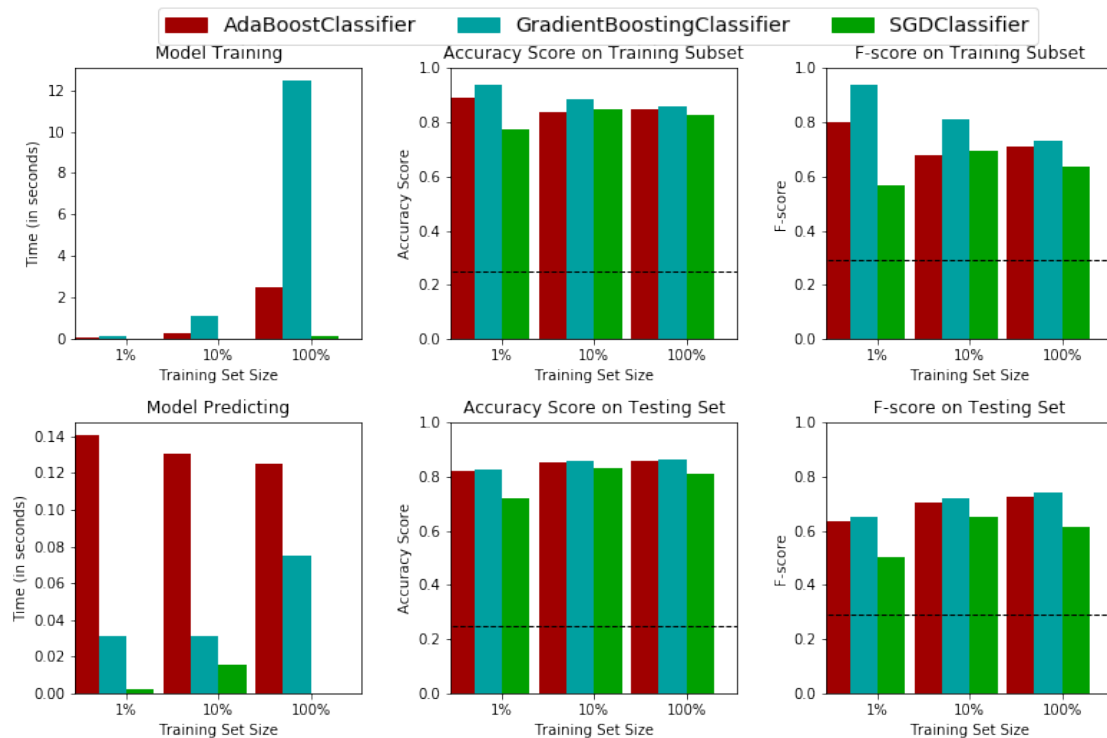 AdaBoostClassifier GradientBoostingClassifier SGDClassifier
Model Training
Time (in seconds)
12
10
8
6
4
2
0
1% 10% 100%
Training Set Size
Accuracy Score on Training Subset
Accuracy Score
1.0
0.8
0.6
0.4
0.2
0.0
1% 10% 100%
Training Set Size
F-score on Training Subset
F-score
1.0
0.8
0.6
0.4
0.2
0.0
1% 10% 100%
Training Set Size
Model Predicting
Time (in seconds)
0.14
0.12
0.10
0.08
0.06
0.04
0.02
0.00
1% 10% 100%
Training Set Size
Accuracy Score on Testing Set
Accuracy Score
1.0
0.8
0.6
0.4
0.2
0.0
1% 10% 100%
Training Set Size
F-score on Testing Set
F-score
1.0
0.8
0.6
0.4
0.2
0.0
1% 10% 100%
Training Set Size